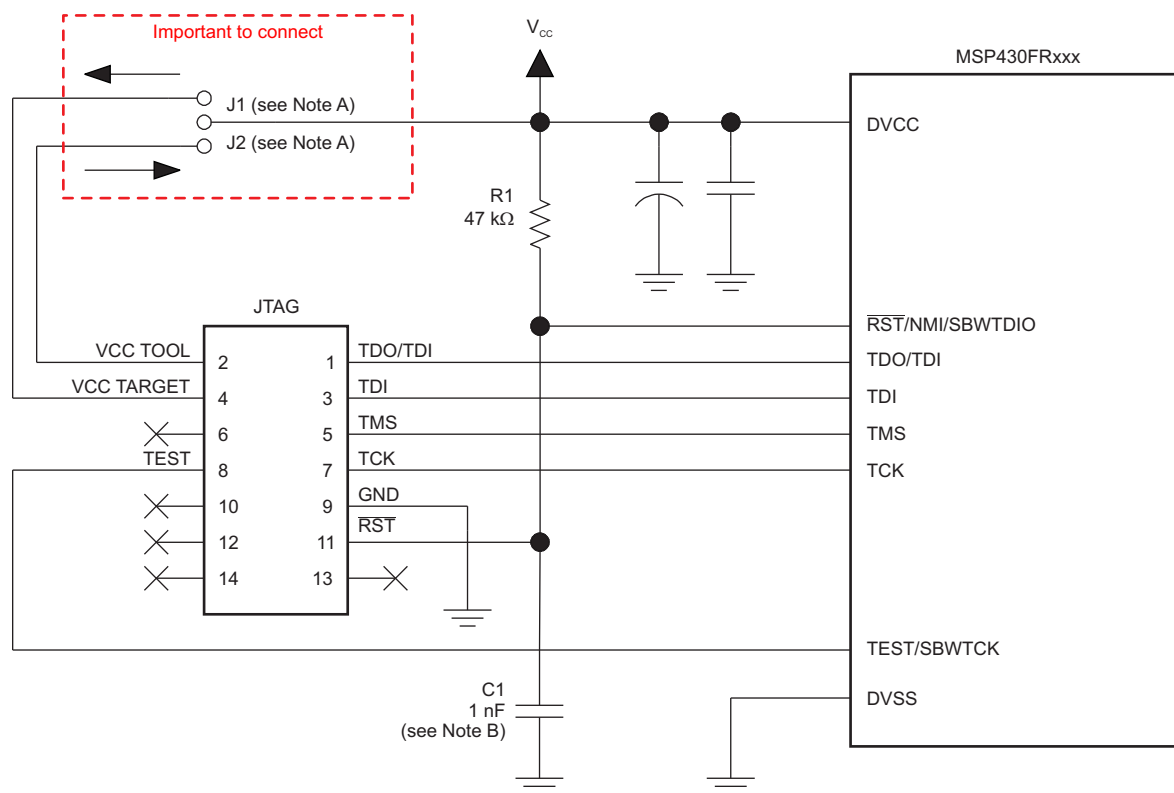 Important to connect
J1 (see Note A)
J2 (see Note A)
VCC
MSP430FRxxx
DVCC
R1
47 kΩ
JTAG
RST/NMI/SBWTDIO
VCC TOOL 2 1 TDO/TDI TDO/TDI
VCC TARGET 4 3 TDI TDI
6 5 TMS TMS
TEST 8 7 TCK TCK
10 9 GND
12 11 RST
14 13
TEST/SBWTCK
C1
1 nF
(see Note B)
DVSS